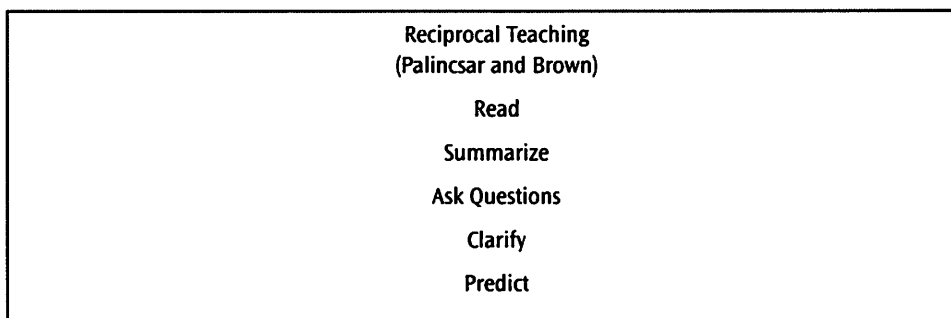 Reciprocal Teaching
(Palincsar and Brown)
Read
Summarize
Ask Questions
Clarify
Predict